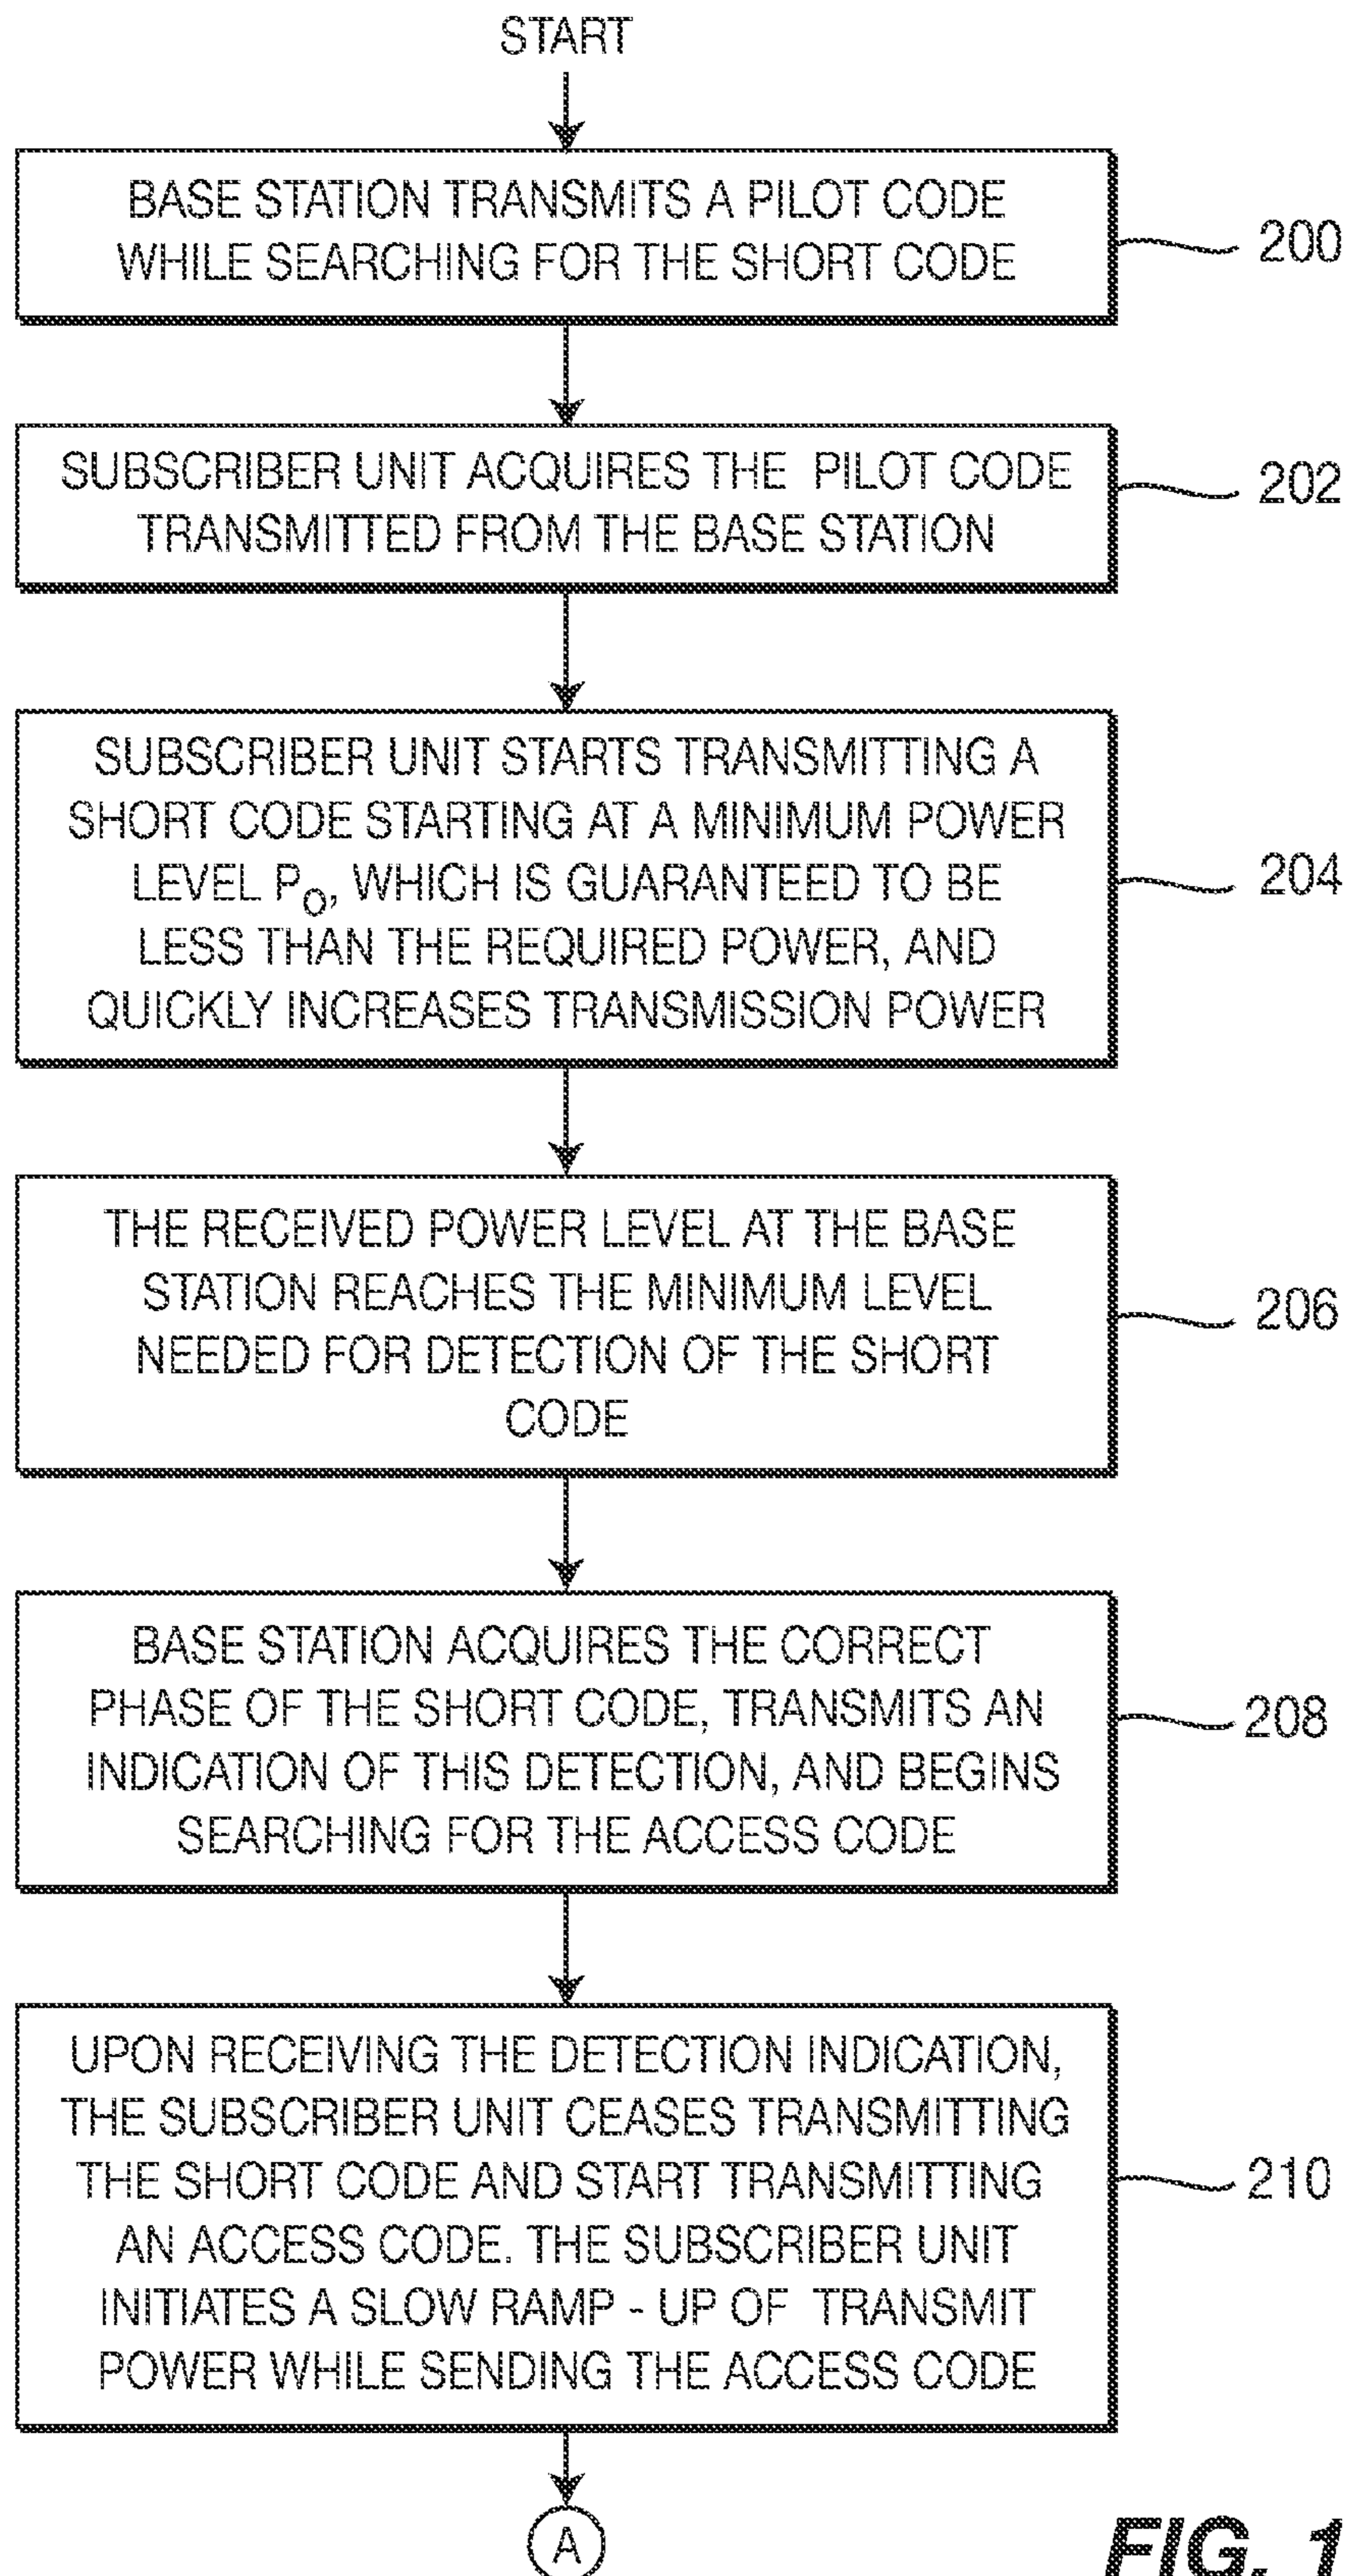 START
BASE STATION TRANSMITS A PILOT CODE
WHILE SEARCHING FOR THE SHORT CODE
200
SUBSCRIBER UNIT ACQUIRES THE PILOT CODE
TRANSMITTED FROM THE BASE STATION
202
SUBSCRIBER UNIT STARTS TRANSMITTING A
SHORT CODE STARTING AT A MINIMUM POWER
LEVEL PO, WHICH IS GUARANTEED TO BE
LESS THAN THE REQUIRED POWER, AND
QUICKLY INCREASES TRANSMISSION POWER
204
THE RECEIVED POWER LEVEL AT THE BASE
STATION REACHES THE MINIMUM LEVEL
NEEDED FOR DETECTION OF THE SHORT
CODE
206
BASE STATION ACQUIRES THE CORRECT
PHASE OF THE SHORT CODE, TRANSMITS AN
INDICATION OF THIS DETECTION, AND BEGINS
SEARCHING FOR THE ACCESS CODE
208
UPON RECEIVING THE DETECTION INDICATION,
THE SUBSCRIBER UNIT CEASES TRANSMITTING
THE SHORT CODE AND START TRANSMITTING
AN ACCESS CODE. THE SUBSCRIBER UNIT
INITIATES A SLOW RAMP - UP OF TRANSMIT
POWER WHILE SENDING THE ACCESS CODE
210
A
FIG. 1